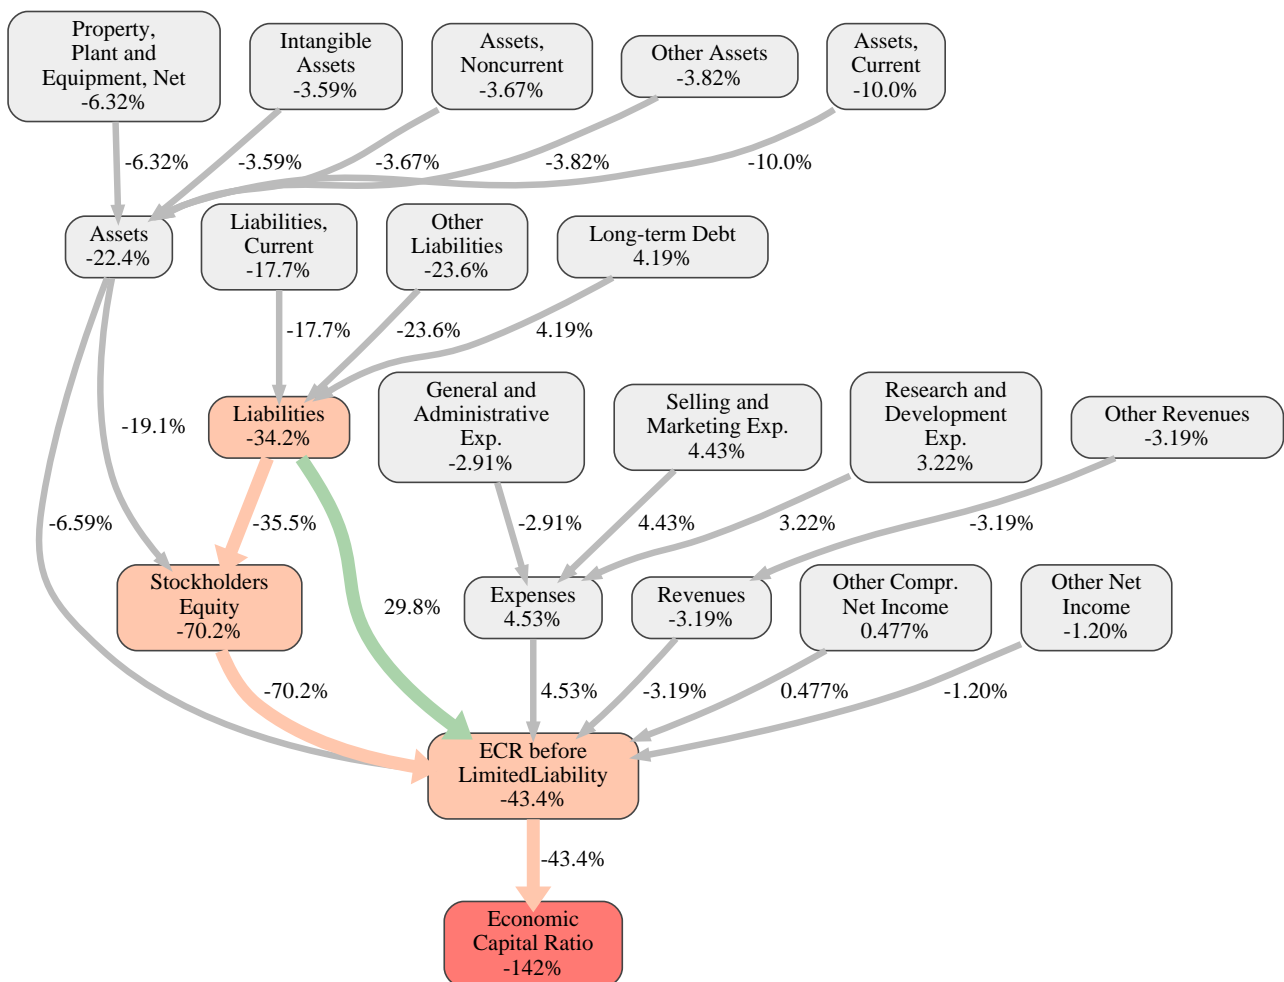 Property,
Plant and
Equipment, Net
-6.32%
Intangible
Assets
-3.59%
Assets,
Noncurrent
-3.67%
Other Assets
-3.82%
Assets,
Current
-10.0%
-6.32%
-3.59%
-3.67%
-3.82%
-10.0%
Assets
-22.4%
Liabilities,
Current
-17.7%
Other
Liabilities
-23.6%
Long-term Debt
4.19%
-17.7%
-23.6%
4.19%
Liabilities
-34.2%
General and
Administrative
Exp.
-2.91%
Selling and
Marketing Exp.
4.43%
Research and
Development
Exp.
3.22%
Other Revenues
-3.19%
-19.1%
-6.59%
-35.5%
-2.91%
4.43%
3.22%
-3.19%
Stockholders
Equity
-70.2%
29.8%
Expenses
4.53%
Revenues
-3.19%
Other Compr.
Net Income
0.477%
Other Net
Income
-1.20%
-70.2%
4.53%
-3.19%
0.477%
-1.20%
ECR before
LimitedLiability
-43.4%
-43.4%
Economic
Capital Ratio
-142%